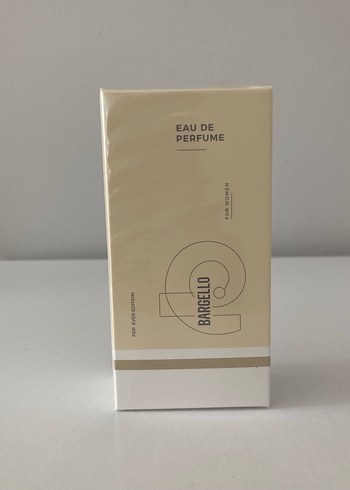 EAU DE
PERFUME
FOR WOMEN
BARGELLO
FOR EVER EDITION